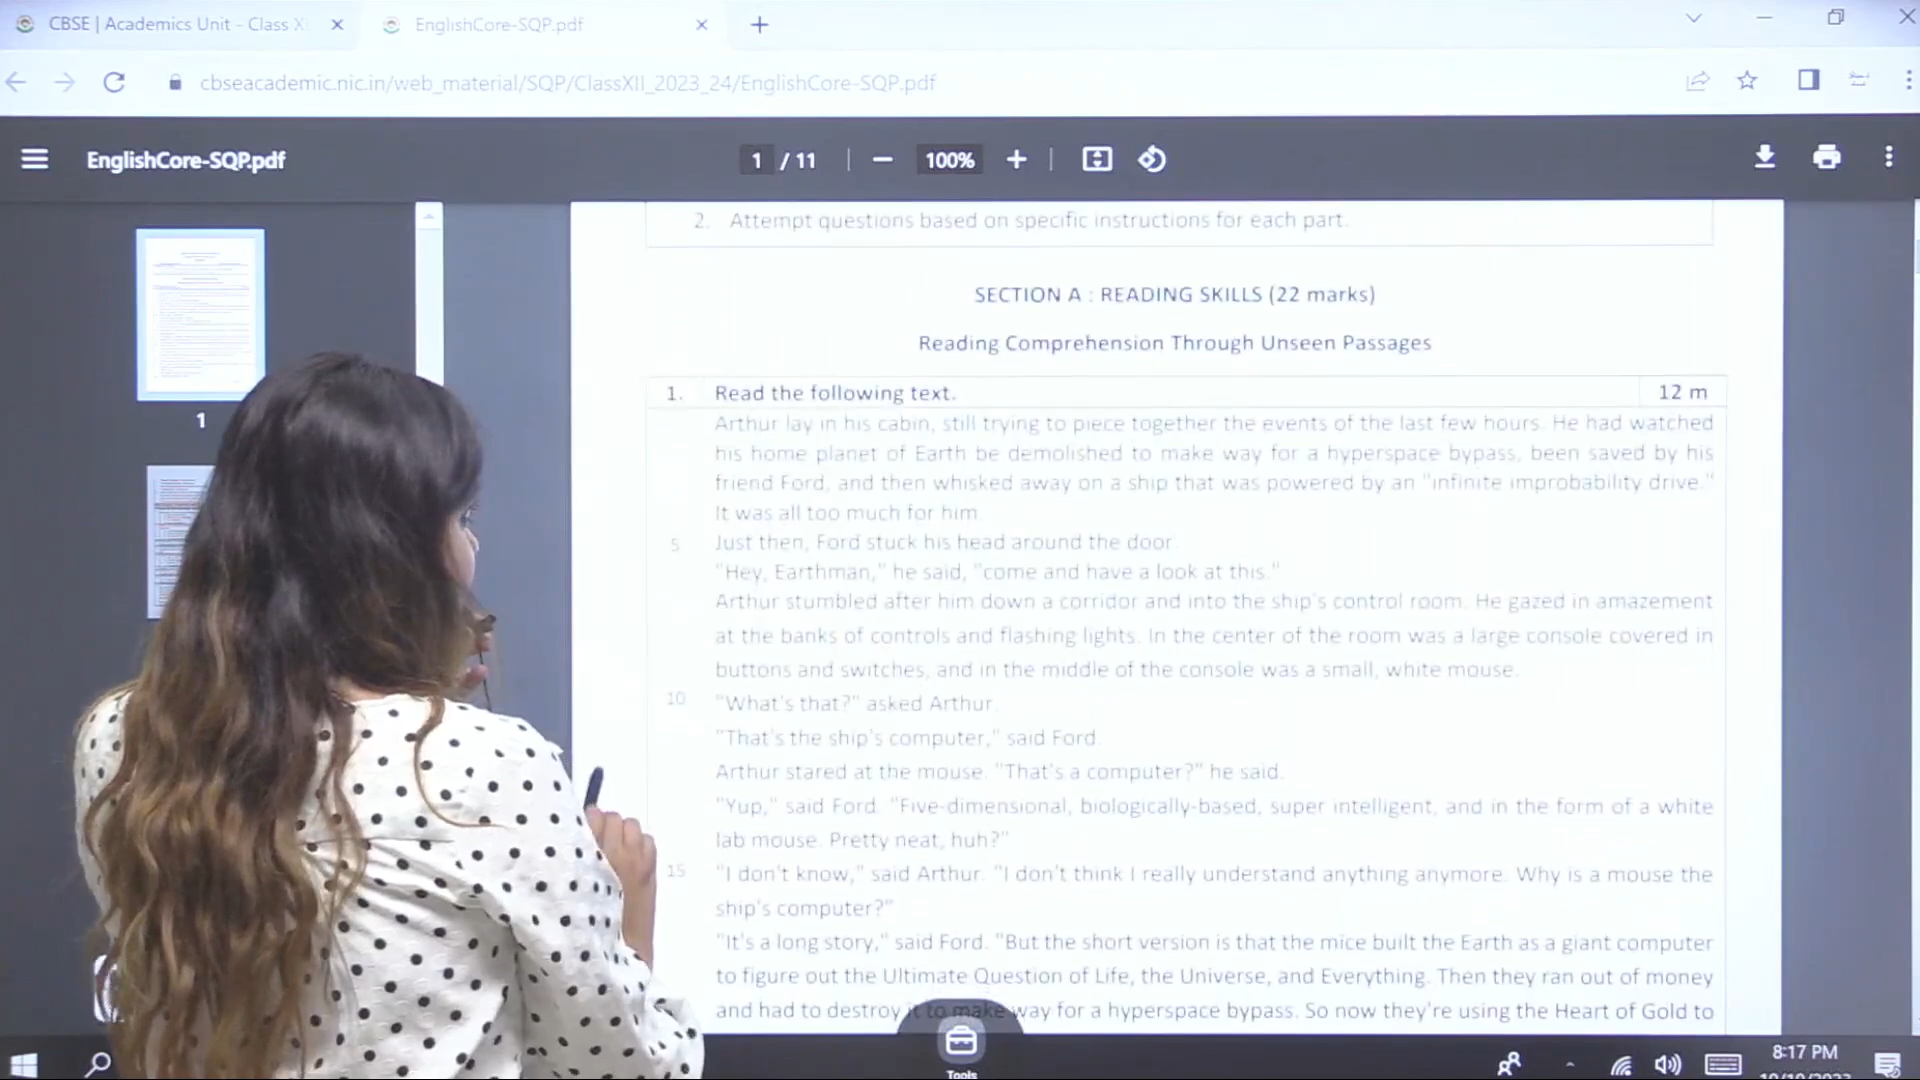 CBSE | Academics Unit - Class X
EnglishCore-SQP.pdf
cbseacademic.nic.in/web_material/SQP/ClassXII_2023_24/EnglishCore-SQP.pdf
EnglishCore-SQP.pdf
1 / 11
100%
1
2. Attempt questions based on specific instructions for each part.
SECTION A : READING SKILLS (22 marks)
Reading Comprehension Through Unseen Passages
1. Read the following text. 12 m
Arthur lay in his cabin, still trying to piece together the events of the last few hours. He had watched
his home planet of Earth be demolished to make way for a hyperspace bypass, been saved by his
friend Ford, and then whisked away on a ship that was powered by an "infinite improbability drive."
It was all too much for him.
5 Just then, Ford stuck his head around the door.
"Hey, Earthman," he said, "come and have a look at this."
Arthur stumbled after him down a corridor and into the ship's control room. He gazed in amazement
at the banks of controls and flashing lights. In the center of the room was a large console covered in
buttons and switches, and in the middle of the console was a small, white mouse.
10 "What's that?" asked Arthur.
"That's the ship's computer," said Ford.
Arthur stared at the mouse. "That's a computer?" he said.
"Yup," said Ford. "Five-dimensional, biologically-based, super intelligent, and in the form of a white
lab mouse. Pretty neat, huh?"
15 "I don't know," said Arthur. "I don't think I really understand anything anymore. Why is a mouse the
ship's computer?"
"It's a long story," said Ford. "But the short version is that the mice built the Earth as a giant computer
to figure out the Ultimate Question of Life, the Universe, and Everything. Then they ran out of money
and had to destroy it to make way for a hyperspace bypass. So now they're using the Heart of Gold to
Tools
8:17 PM